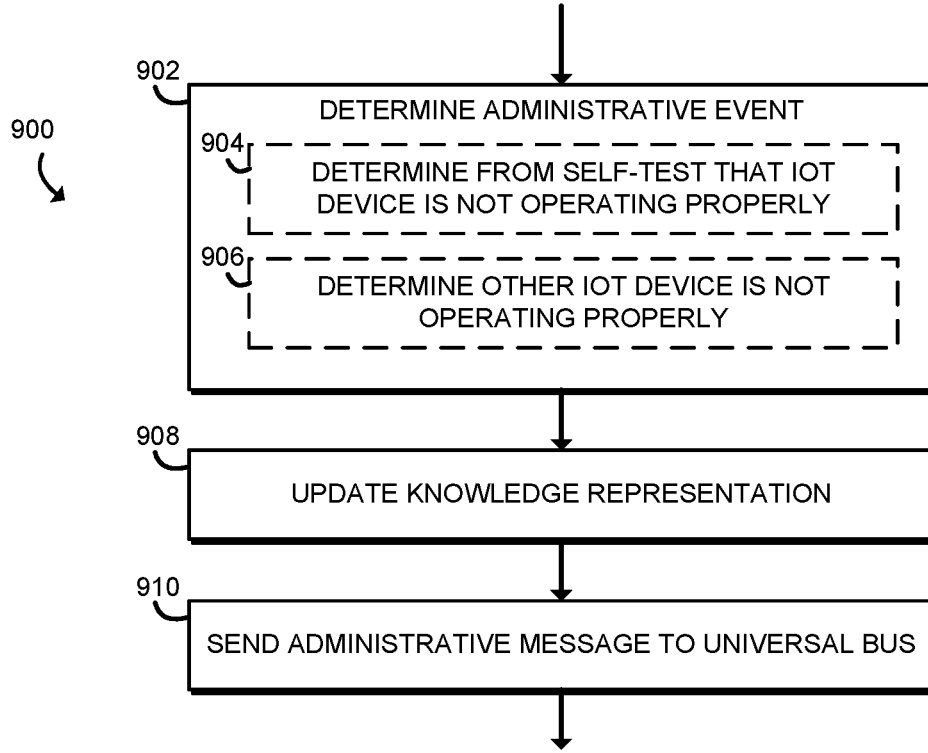 902
DETERMINE ADMINISTRATIVE EVENT
900
904
DETERMINE FROM SELF-TEST THAT IOT
DEVICE IS NOT OPERATING PROPERLY
906
DETERMINE OTHER IOT DEVICE IS NOT
OPERATING PROPERLY
908
UPDATE KNOWLEDGE REPRESENTATION
910
SEND ADMINISTRATIVE MESSAGE TO UNIVERSAL BUS